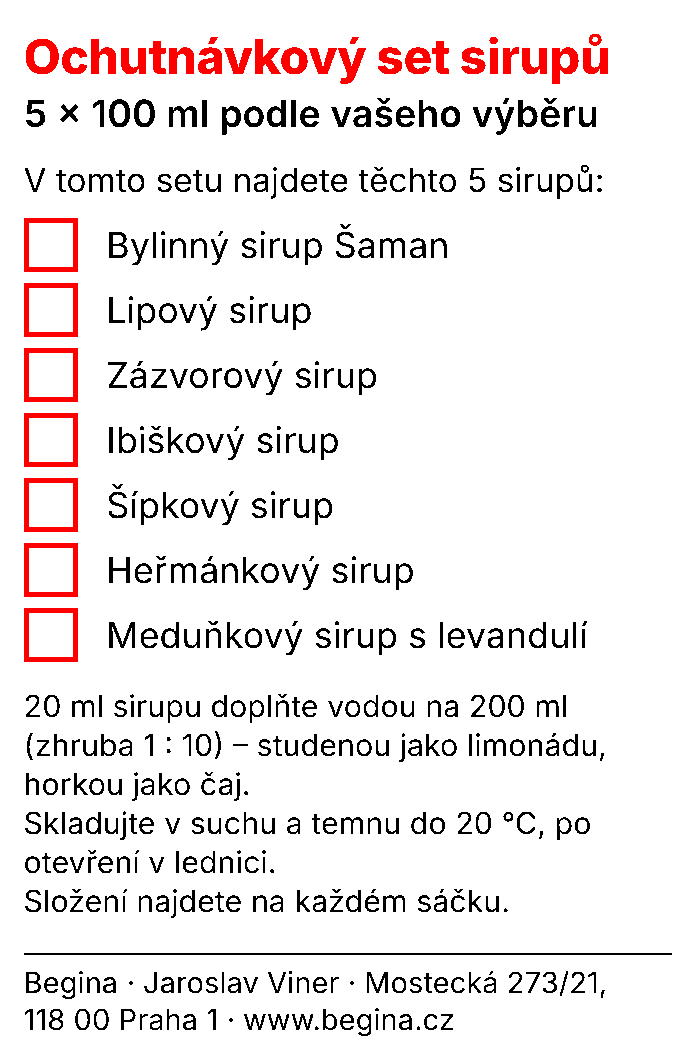 Ochutnávkový set sirupů
5 × 100 ml podle vašeho výběru
V tomto setu najdete těchto 5 sirupů:
Bylinný sirup Šaman
Lipový sirup
Zázvorový sirup
Ibiškový sirup
Šípkový sirup
Heřmánkový sirup
Meduňkový sirup s levandulí
20 ml sirupu doplňte vodou na 200 ml
(zhruba 1 : 10) – studenou jako limonádu,
horkou jako čaj.
Skladujte v suchu a temnu do 20 °C, po
otevření v lednici.
Složení najdete na každém sáčku.
Begina · Jaroslav Viner · Mostecká 273/21,
118 00 Praha 1 · www.begina.cz